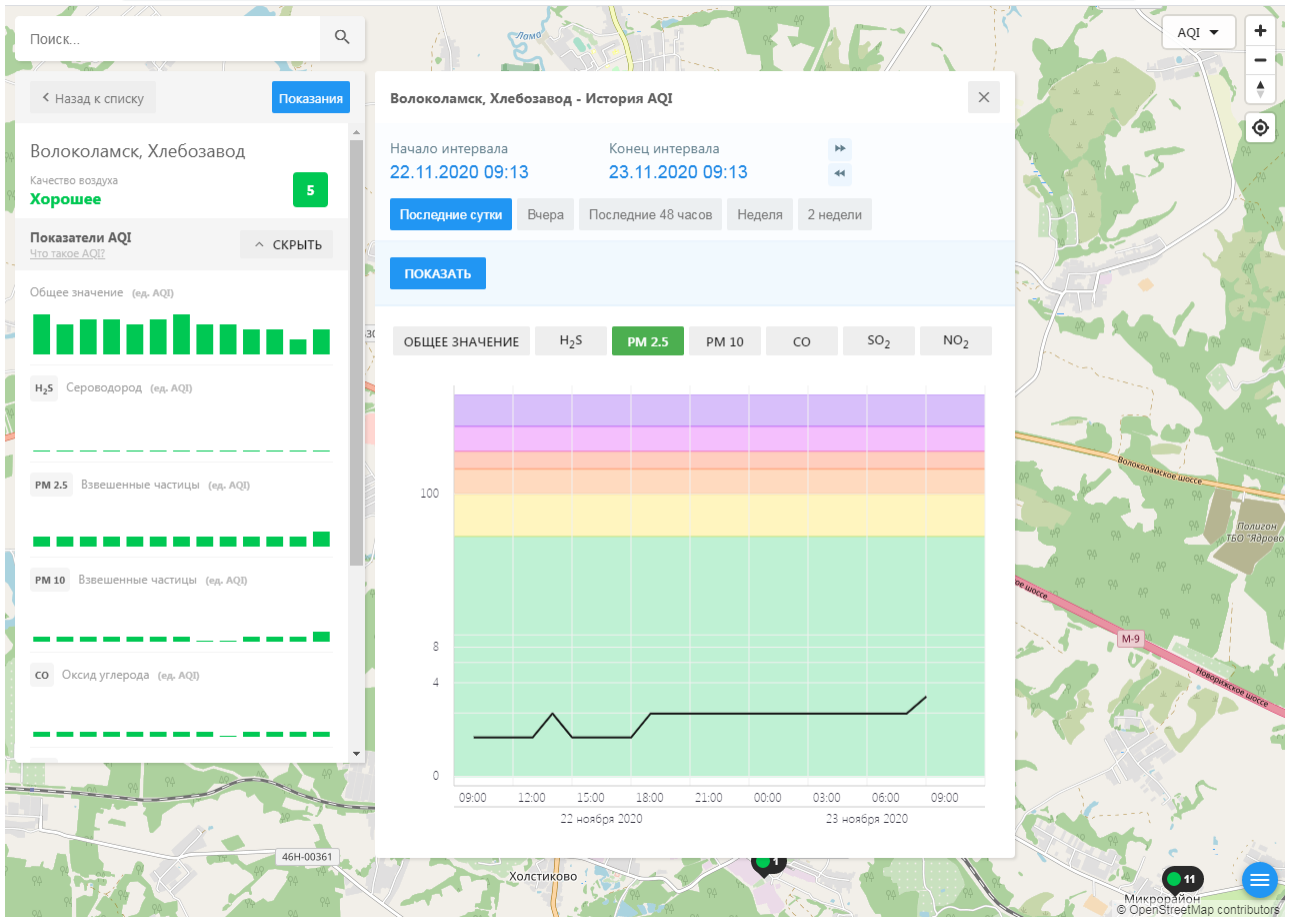 Поиск...
Ломо
AQI
Назад к списку
Показания
Волоколамск, Хлебозавод
Качество воздуха
Хорошее
5
Показатели AQI
Что такое AQI?
СКРЫТЬ
Общее значение (ед. AQI)
H2S Сероводород (ед. AQI)
PM 2.5 Взвешенные частицы (ед. AQI)
PM 10 Взвешенные частицы (ед. AQI)
CO Оксид углерода (ед. AQI)
Волоколамск, Хлебозавод - История AQI
Начало интервала
22.11.2020 09:13
Конец интервала
23.11.2020 09:13
Последние сутки
Вчера
Последние 48 часов
Неделя
2 недели
ПОКАЗАТЬ
ОБЩЕЕ ЗНАЧЕНИЕ
H2S
PM 2.5
PM 10
CO
SO2
NO2
100
8
4
0
09:00 12:00 15:00 18:00 21:00 00:00 03:00 06:00 09:00
22 ноября 2020 23 ноября 2020
Волоколамское шоссе
Полигон
ТБО "Ядрово
М-9
Новорижское шоссе
46Н-00361
Холстиково
1
11
Микрорайон
© OpenStreetMap contributors